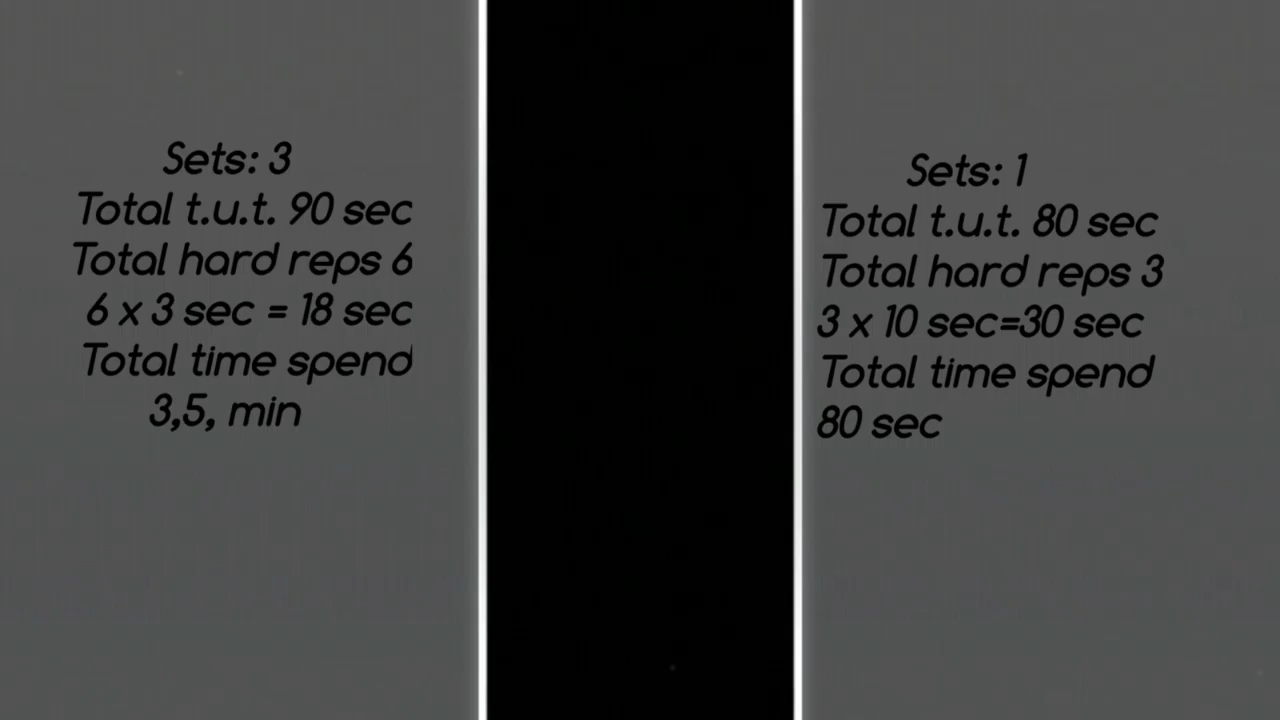 Sets: 3
Total t.u.t. 90 sec
Total hard reps 6
6 x 3 sec = 18 sec
Total time spend
3,5, min
Sets: 1
Total t.u.t. 80 sec
Total hard reps 3
3 x 10 sec=30 sec
Total time spend
80 sec